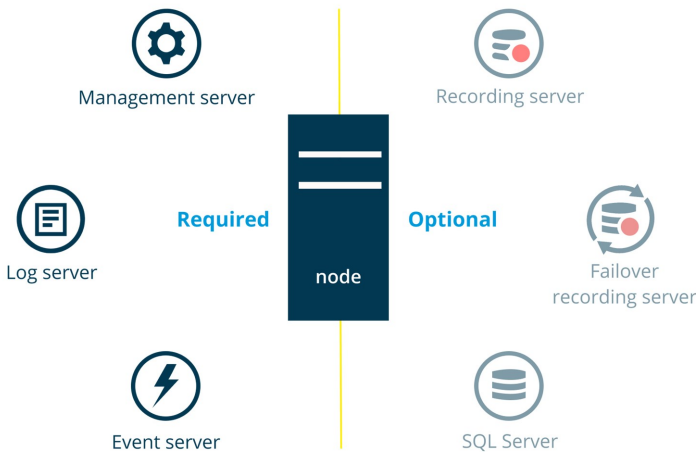 Management server
Recording server
Required
Optional
Log server
node
Failover
recording server
Event server
SQL Server